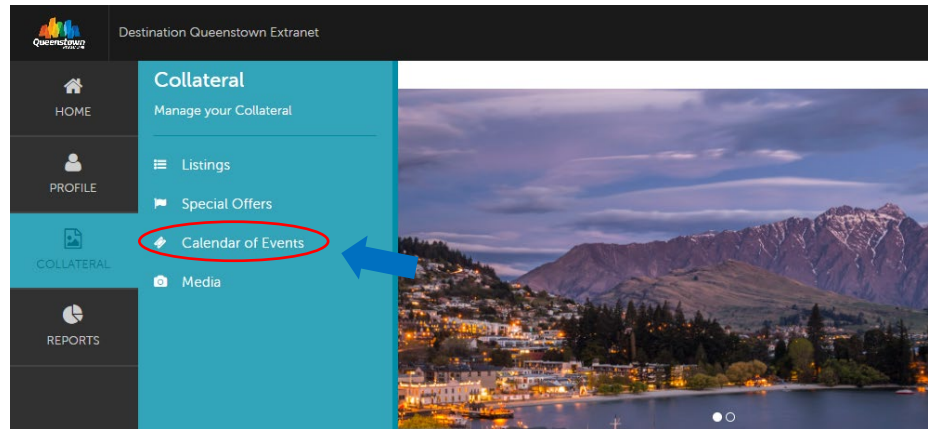 Queenstown
Destination Queenstown Extranet
HOME
PROFILE
COLLATERAL
REPORTS
Collateral
Manage your Collateral
Listings
Special Offers
Calendar of Events
Media